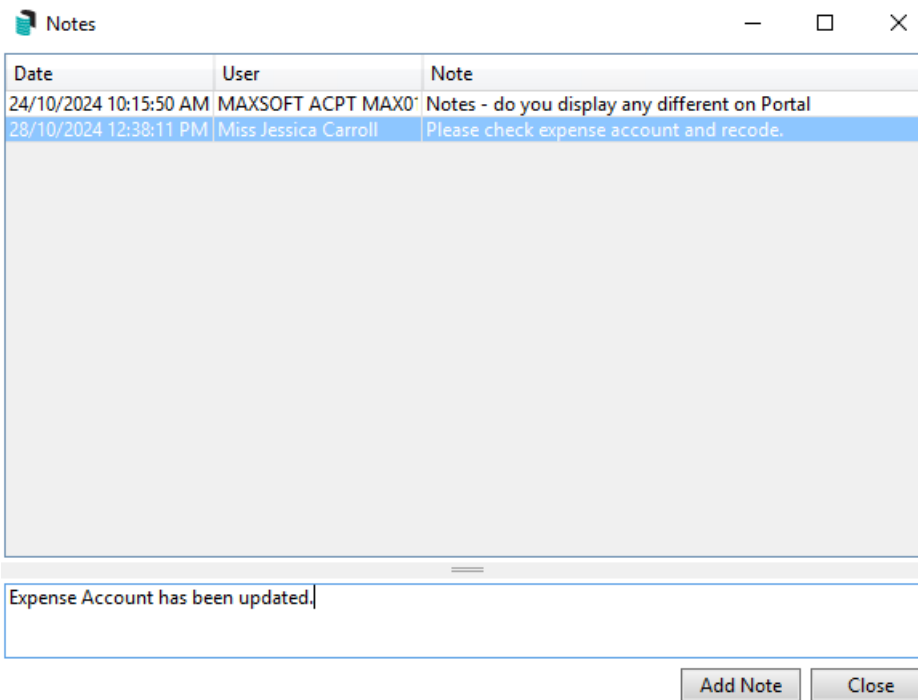 Notes
Date User Note
24/10/2024 10:15:50 AM MAXSOFT ACPT MAX01 Notes - do you display any different on Portal
28/10/2024 12:38:11 PM Miss Jessica Carroll Please check expense account and recode.
Expense Account has been updated.
Add Note Close